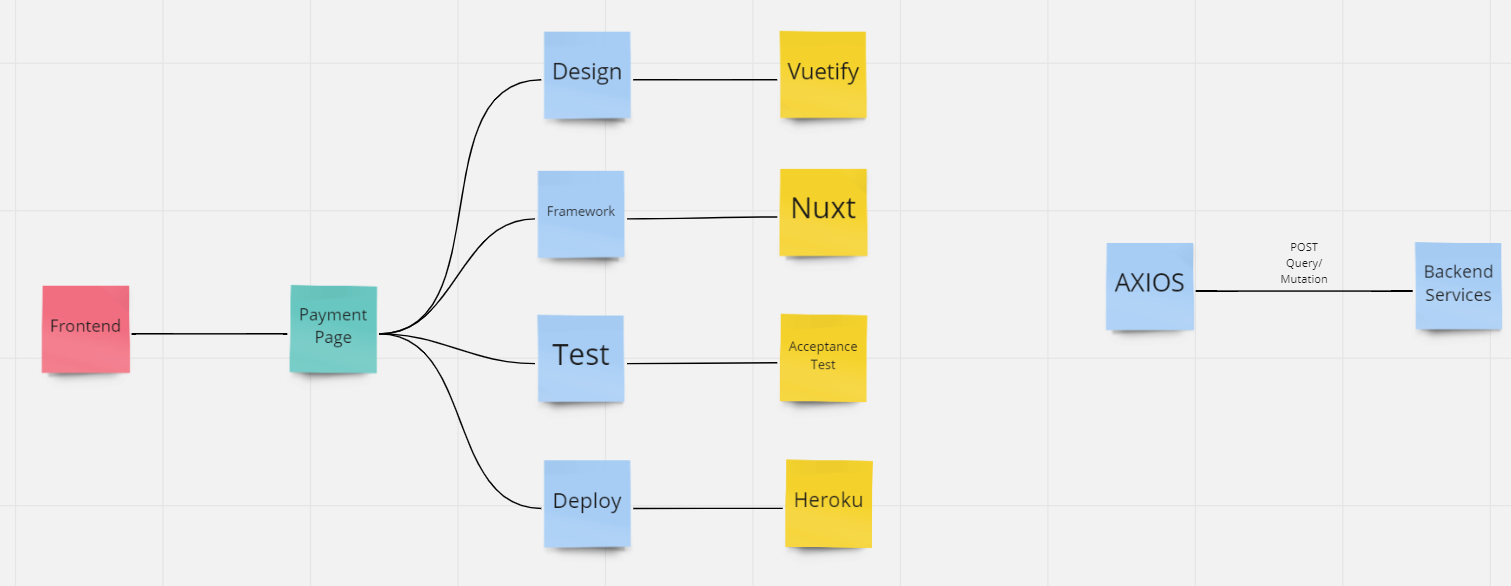 Frontend
Payment
Page
Design
Vuetify
Framework
Nuxt
Test
Acceptance
Test
Deploy
Heroku
AXIOS
POST
Query/
Mutation
Backend
Services